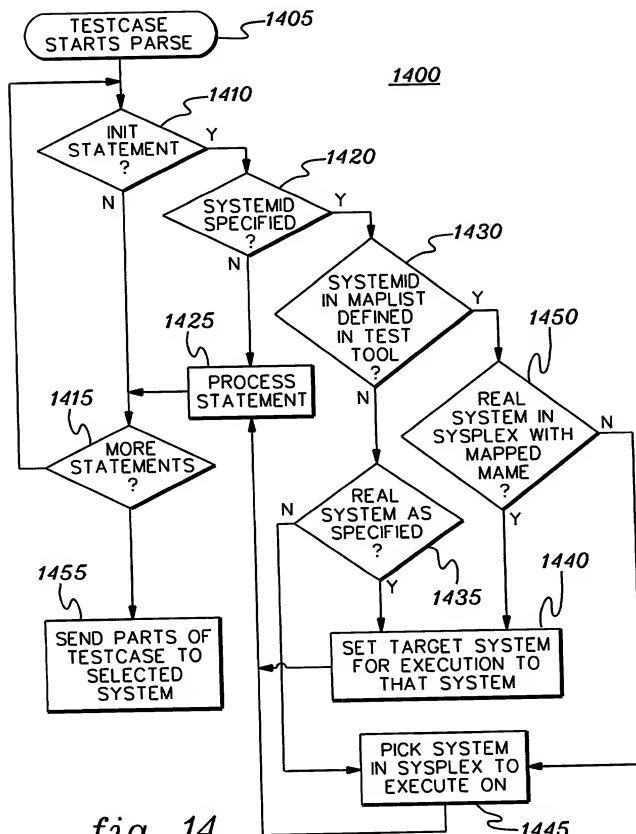 TESTCASE
STARTS PARSE
1405
1400
1410
INIT
STATEMENT
?
Y
N
1420
SYSTEMID
SPECIFIED
?
Y
N
1430
SYSTEMID
IN MAPLIST
DEFINED
IN TEST
TOOL
?
Y
N
1425
PROCESS
STATEMENT
1450
REAL
SYSTEM IN
SYSPLEX WITH
MAPPED
MAME
?
N
Y
1415
MORE
STATEMENTS
?
REAL
SYSTEM AS
SPECIFIED
?
N
Y
1435
1440
SET TARGET SYSTEM
FOR EXECUTION TO
THAT SYSTEM
1455
SEND PARTS OF
TESTCASE TO
SELECTED
SYSTEM
PICK SYSTEM
IN SYSPLEX TO
EXECUTE ON
1445
fig. 14